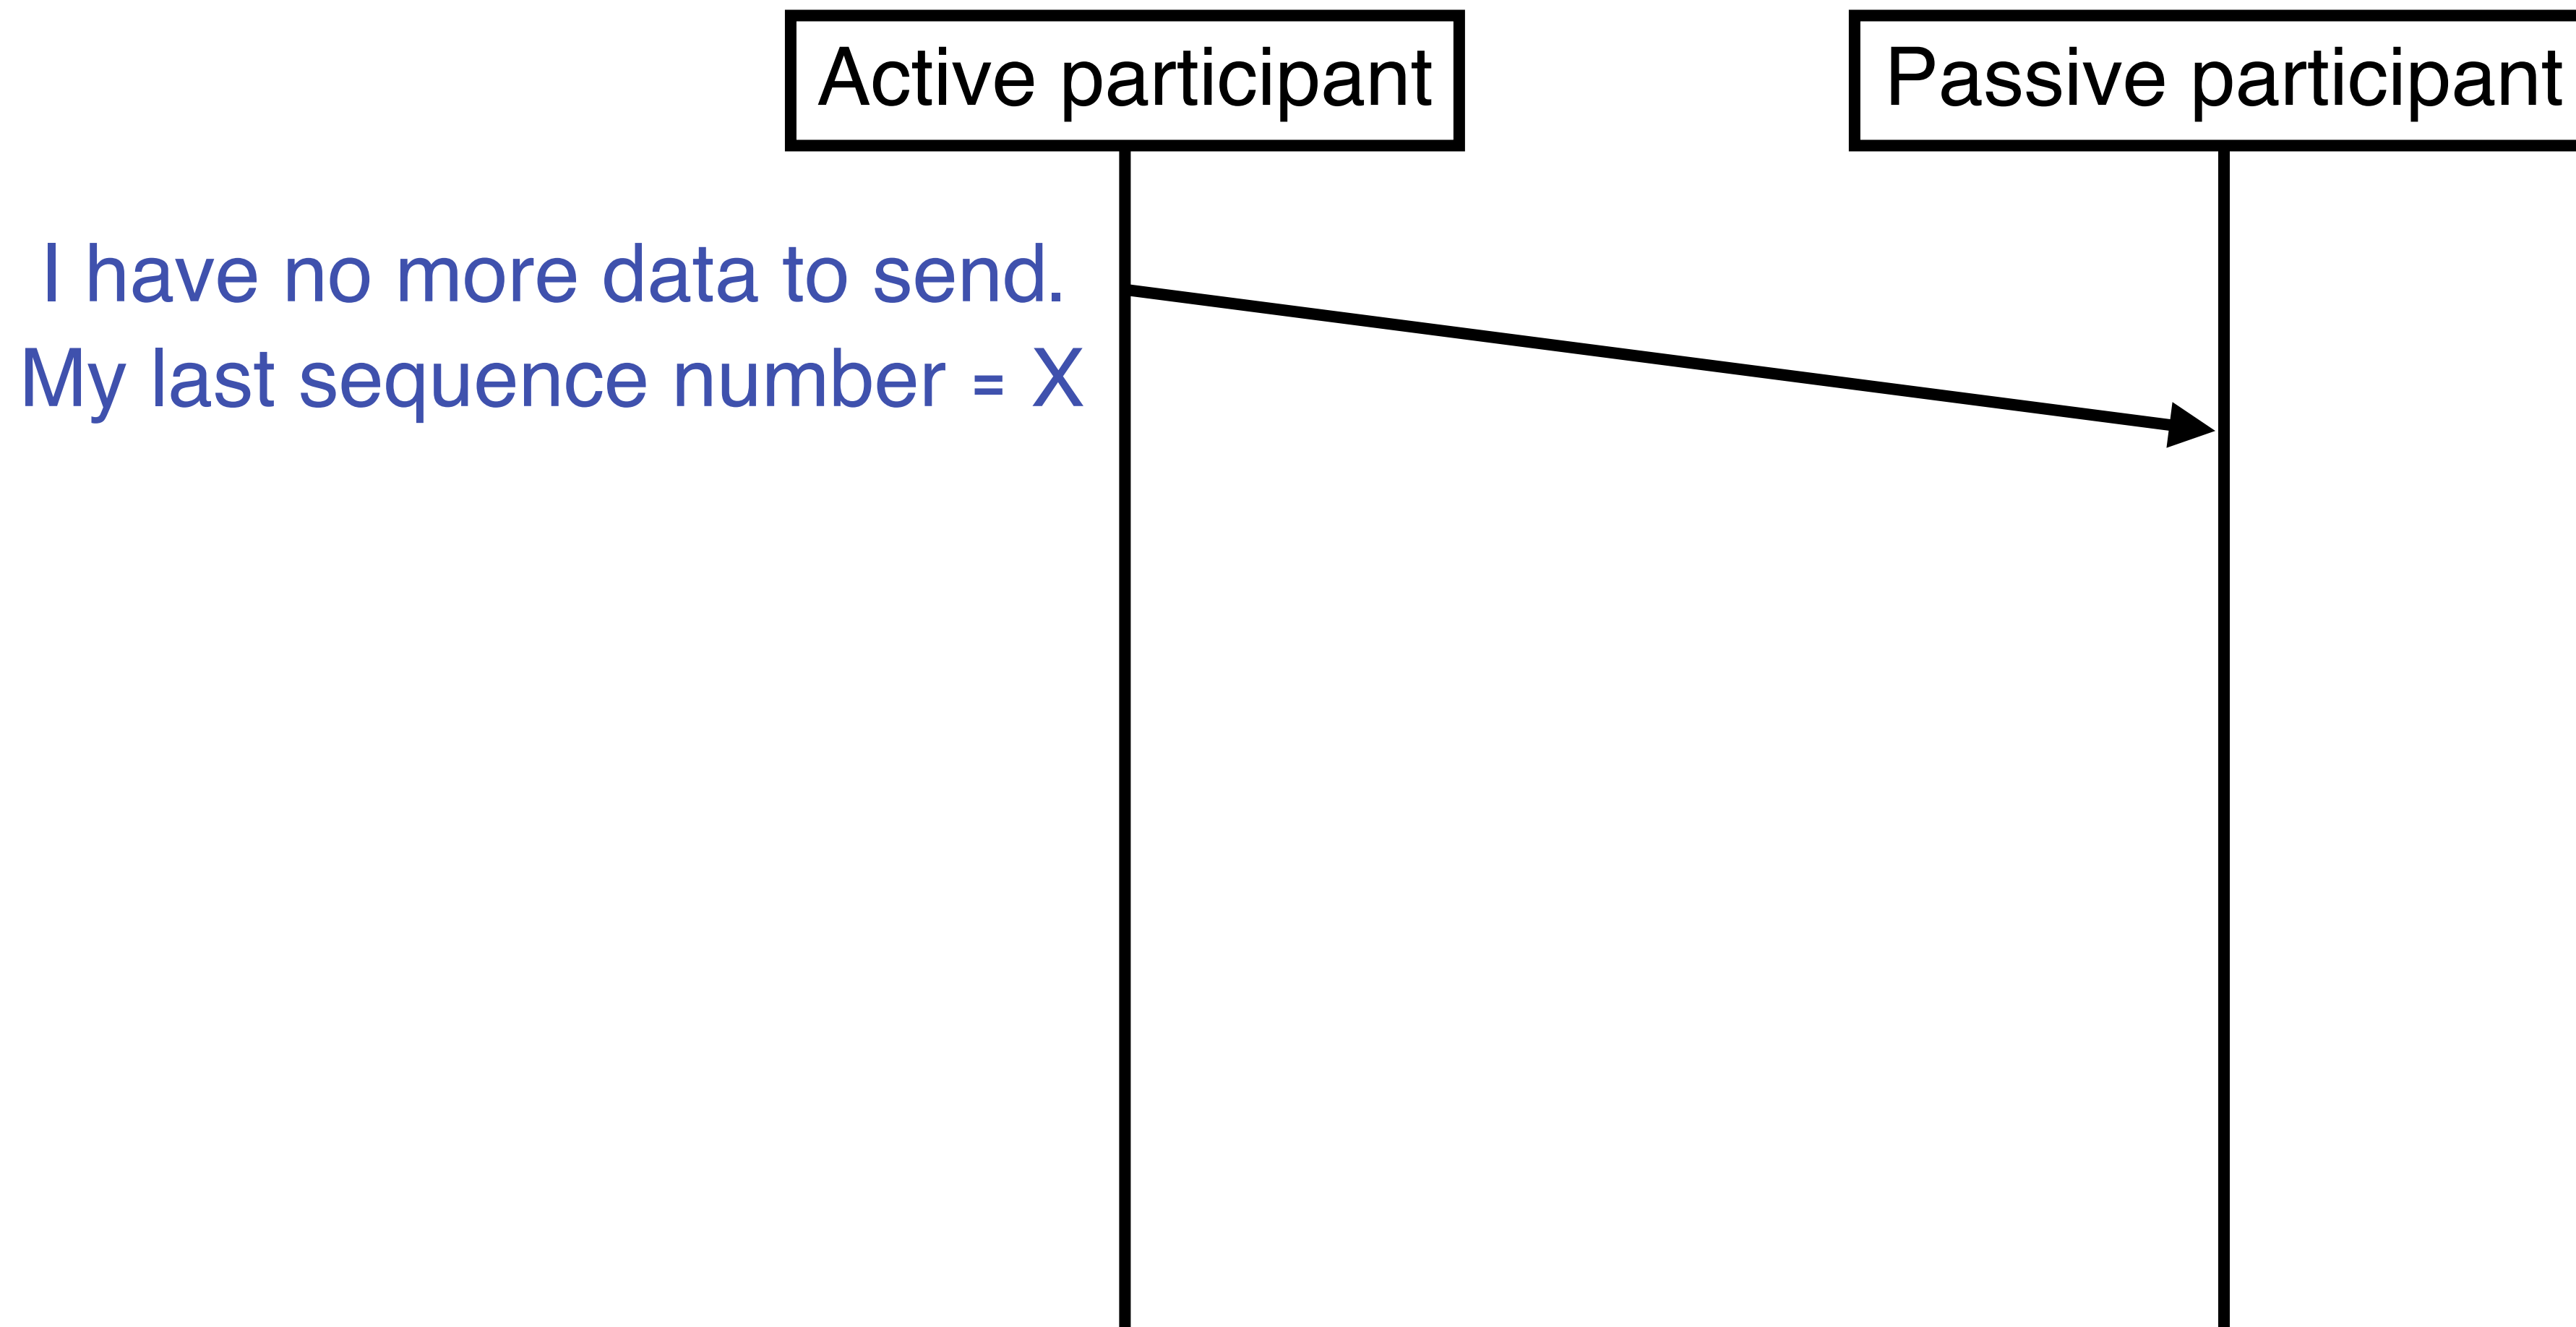 Active participant
Passive participant
I have no more data to send.
My last sequence number = X